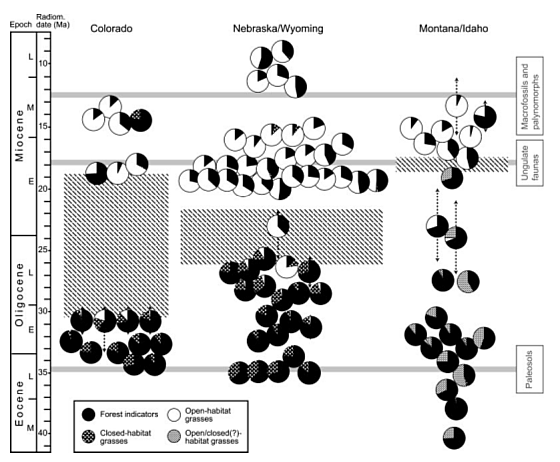 Epoch
Radiom.
date (Ma)
Colorado
Nebraska/Wyoming
Montana/Idaho
Miocene
L
M
E
Oligocene
L
E
Eocene
L
M
10
15
20
25
30
35
40
Macrofossils and
palynomorphs
Ungulate
faunas
Paleosols
Forest indicators
Open-habitat
grasses
Closed-habitat
grasses
Open/closed(?)-
habitat grasses